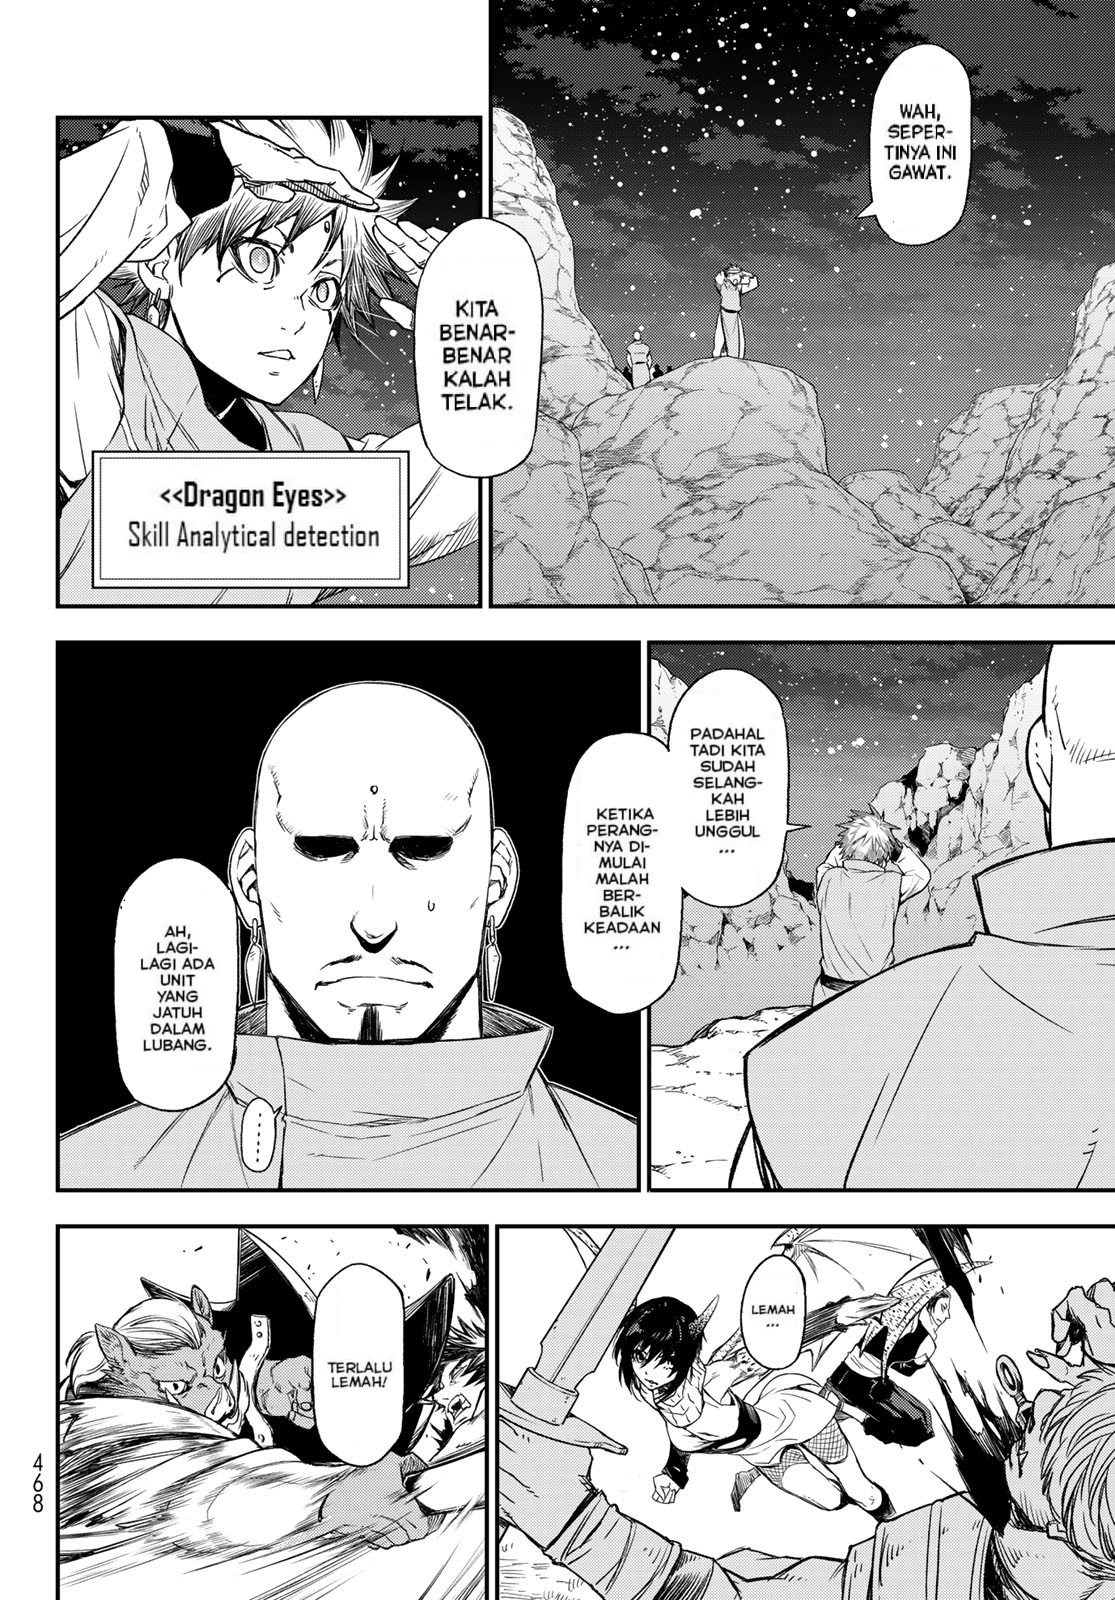 WAH,
SEPER-
TINYA INI
GAWAT.
KITA
BENAR-
BENAR
KALAH
TELAK.
<<Dragon Eyes>>
Skill Analytical detection
PADAHAL
TADI KITA
SUDAH
SELANG-
KAH
LEBIH
UNGGUL
...
KETIKA
PERANG-
NYA DI-
MULAI
MALAH
BER-
BALIK
KEADAAN
...
AH,
LAGI-
LAGI ADA
UNIT
YANG
JATUH
DALAM
LUBANG.
......
LEMAH
...
TERLALU
LEMAH!
468